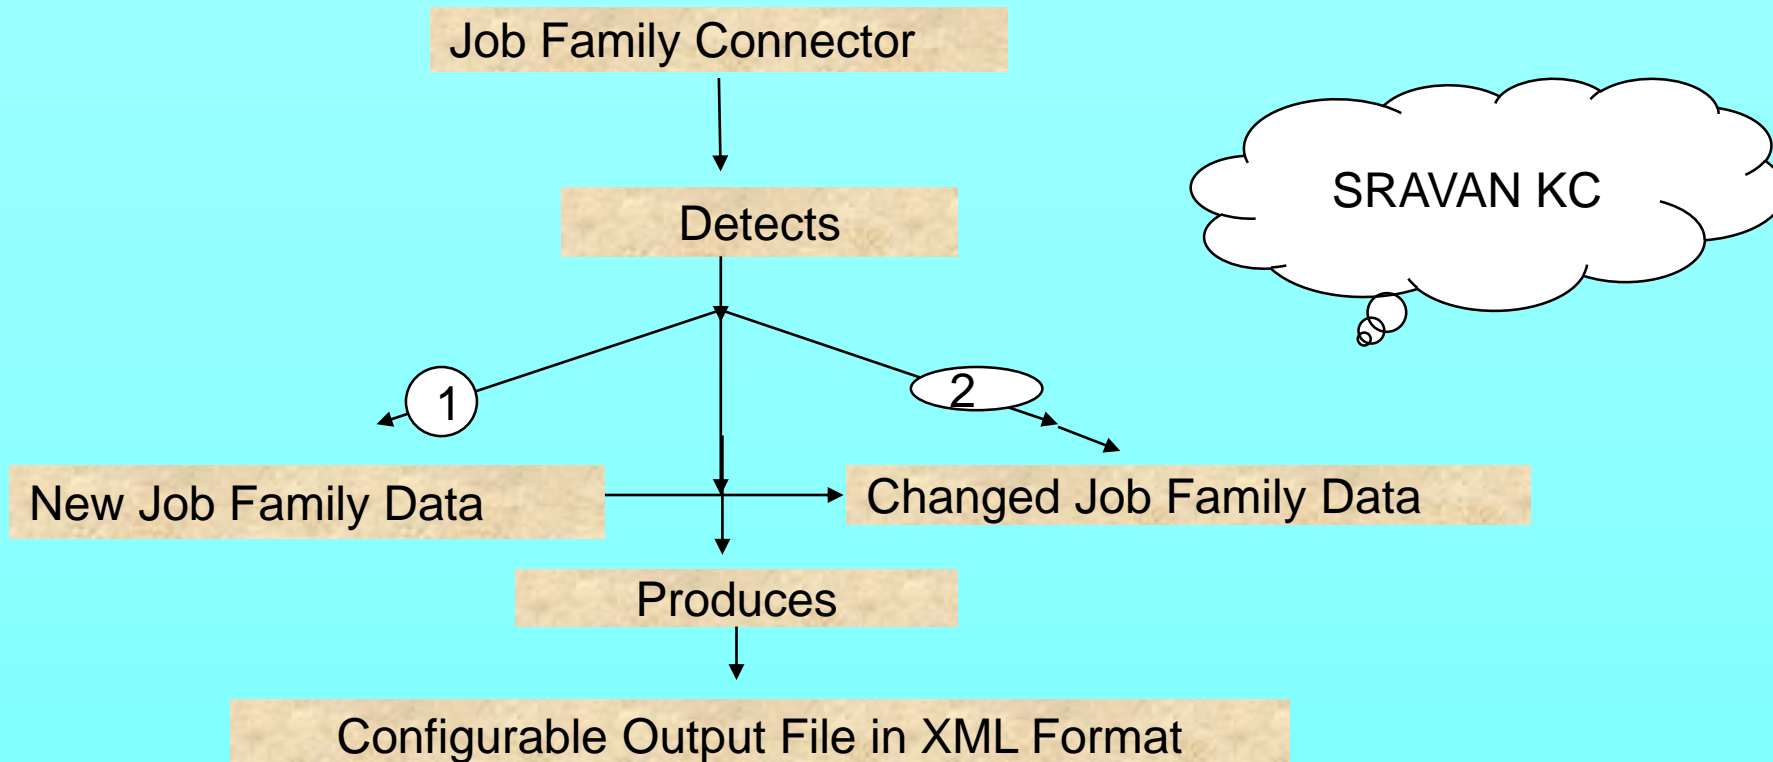 Job Family Connector
SRAVAN KC
Detects
1
2
New Job Family Data
Changed Job Family Data
Produces
Configurable Output File in XML Format